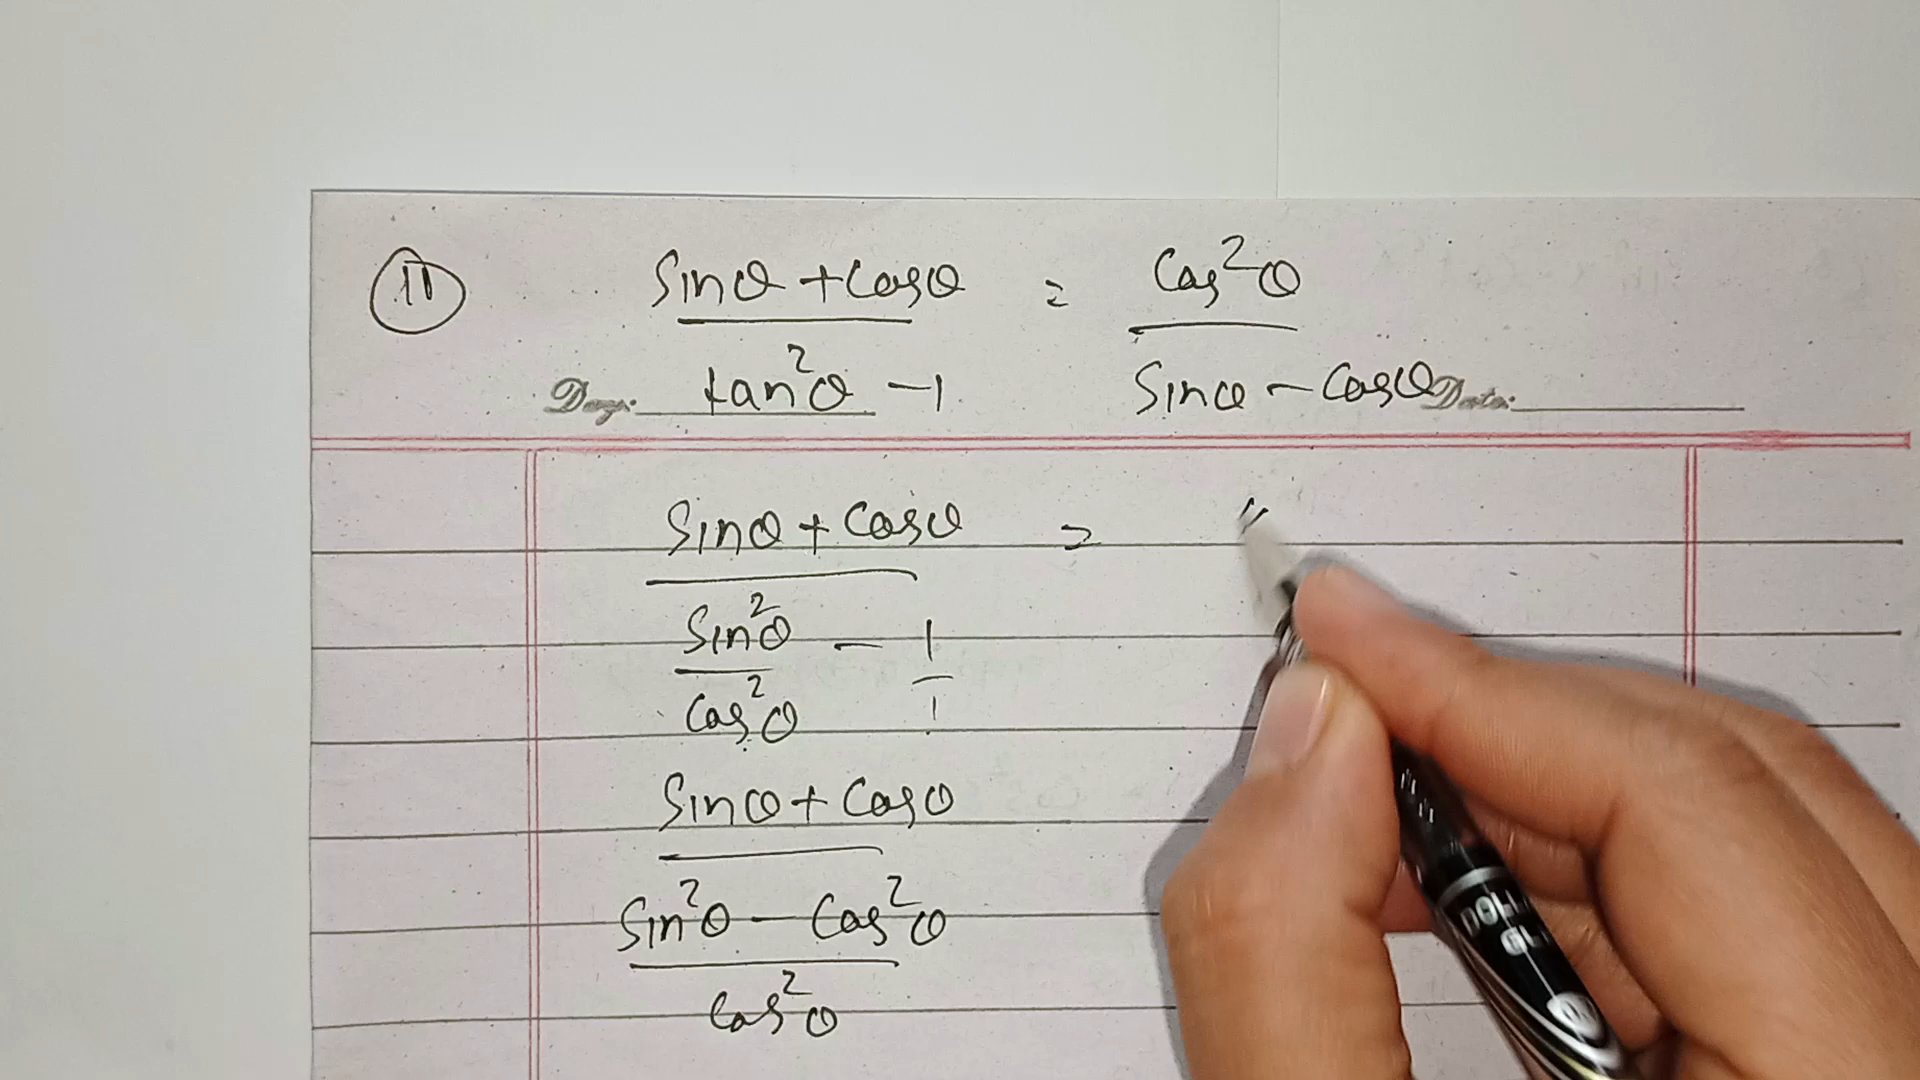 11 Sinθ + Cosθ = Cos²θ
Day: tan²θ - 1 Sinθ - Cosθ Date:
Sinθ + Cosθ = "
Sin²θ - 1
Cos²θ 1
Sinθ + Cosθ
Sin²θ - Cos²θ
Cos²θ